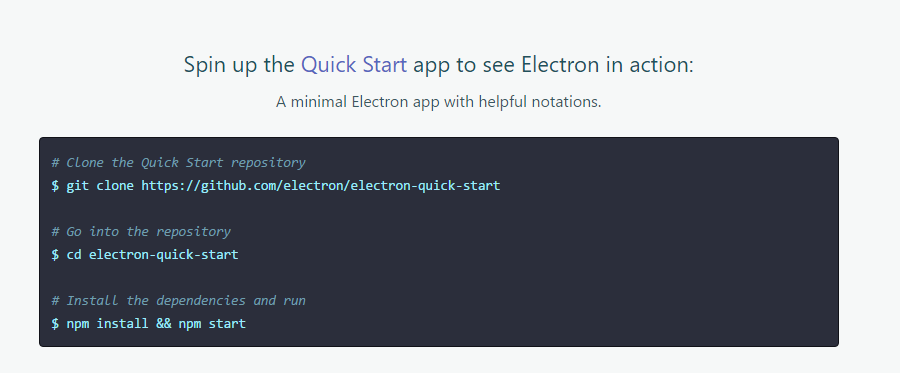 Spin up the Quick Start app to see Electron in action:
A minimal Electron app with helpful notations.
# Clone the Quick Start repository
$ git clone https://github.com/electron/electron-quick-start
# Go into the repository
$ cd electron-quick-start
# Install the dependencies and run
$ npm install && npm start